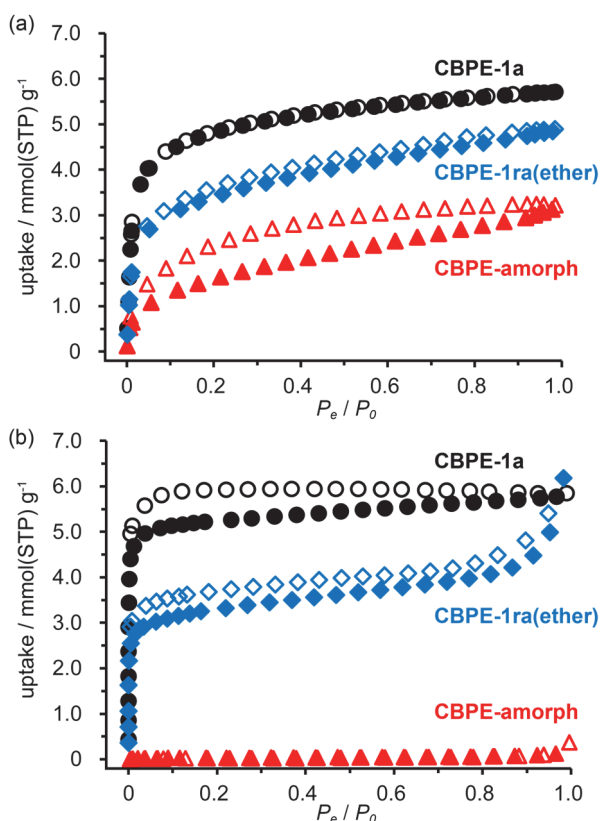 (a)
7.0
6.0
5.0
4.0
3.0
2.0
1.0
0
uptake / mmol(STP) g⁻¹
CBPE-1a
CBPE-1ra(ether)
CBPE-amorph
0 0.2 0.4 0.6 0.8 1.0
Pe / P0
(b)
7.0
6.0
5.0
4.0
3.0
2.0
1.0
0
uptake / mmol(STP) g⁻¹
CBPE-1a
CBPE-1ra(ether)
CBPE-amorph
0 0.2 0.4 0.6 0.8 1.0
Pe / P0